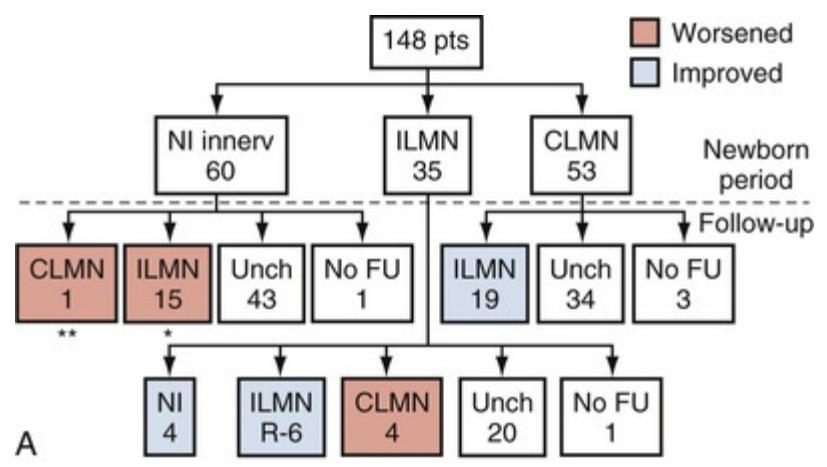 148 pts
Worsened
Improved
Nl innerv
60
ILMN
35
CLMN
53
Newborn
period
Follow-up
CLMN
1
**
ILMN
15
*
Unch
43
No FU
1
ILMN
19
Unch
34
No FU
3
NI
4
ILMN
R-6
CLMN
4
Unch
20
No FU
1
A